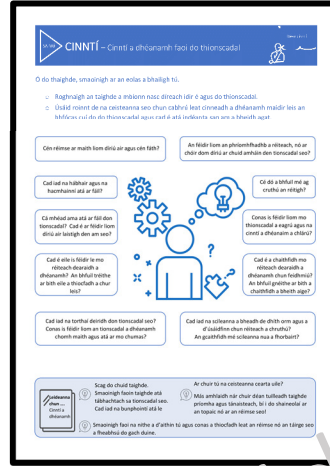 CINNTÍ – Cinntí a dhéanamh faoi do thionscadal
Ó do thaighde, smaoinigh ar an eolas a bhailigh tú.
Roghnaigh an taighde a mbíonn nasc díreach idir é agus do thionscadal.
Úsáid roinnt de na ceisteanna seo chun cabhrú leat cinneadh a dhéanamh maidir leis an
bhfócas cuí do do thionscadal agus cad é atá indéanta san am a bheidh agat.
Cén réimse ar maith liom díriú air agus cén fáth?
An féidir liom an phríomhfhadhb a réiteach, nó ar
chóir dom díriú ar chuid amháin den tionscadal seo?
Cad iad na hábhair agus na
hacmhainní atá ar fáil?
Cé dó a bhfuil mé ag
cruthú an réitigh?
Cá mhéad ama atá ar fáil don
tionscadal? Cad é ar féidir liom
díriú air laistigh den am seo?
Conas is féidir liom mo
thionscadal a eagrú agus na
cinntí a dhéanaim a chlárú?
Cad é eile is féidir le mo
réiteach dearaidh a
dhéanamh? An bhfuil tréithe
ar bith eile a thiocfadh a chur
leis?
Cad é a chaithfidh mo
réiteach dearaidh a
dhéanamh chun feidhmiú?
An bhfuil gnéithe ar bith a
chaithfidh a bheith aige?
Cad iad na torthaí deiridh don tionscadal seo?
Conas is féidir liom an tionscadal a dhéanamh
chomh maith agus atá ar mo chumas?
Cad iad na scileanna a bheadh de dhíth orm agus a
d'úsáidfinn chun réiteach a chruthú?
An gcaithfidh mé scileanna nua a fhorbairt?
Ceideanna
chun ....
Cinntí a
dhéanamh
Scag do chuid taighde.
Smaoinigh faoin taighde atá
tábhachtach sa tionscadal seo.
Cad iad na bunphointí atá le
Ar chuir tú na ceisteanna cearta uile?
Más amhlaidh nár chuir déan tuilleadh taighde
príomha agus tánaisteach, bí i do shaineolaí ar
an topaic nó ar an réimse seo!
Smaoinigh faoi na nithe a d'aithin tú agus conas a thiocfadh leat an réimse nó an táirge seo
a fheabhsú do gach duine.